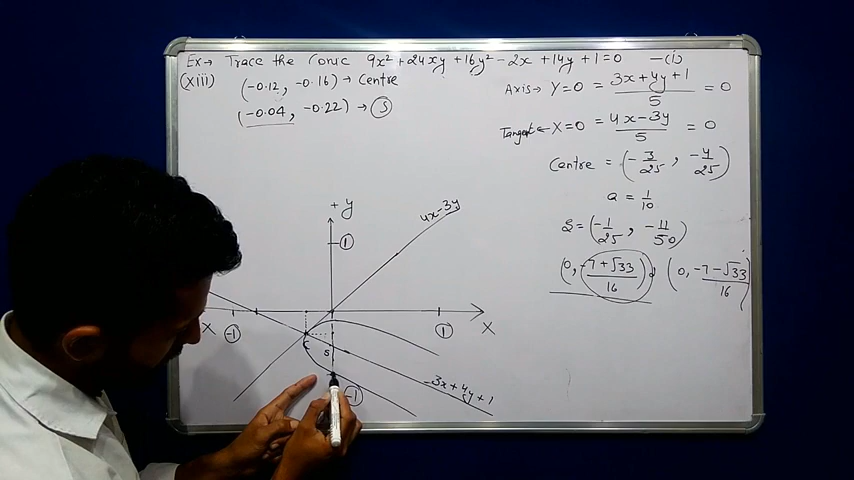 Ex→ Trace the Conic 9x² + 24xy + 16y² - 2x + 14y + 1 = 0 —(i)
(xiii) (-0.12, -0.16) → Centre
(-0.04, -0.22) → S
Axis → Y=0 = 3x+4y+1/5 = 0
Tangent ← X=0 = 4x-3y/5 = 0
Centre = (-3/25, -4/25)
a = 1/10
S = (-1/25, -11/50)
(0, -7+√33/16), (0, -7-√33/16)
+y
4x-3y
1
X
-1
1
X
C
S
3x+4y+1
-1